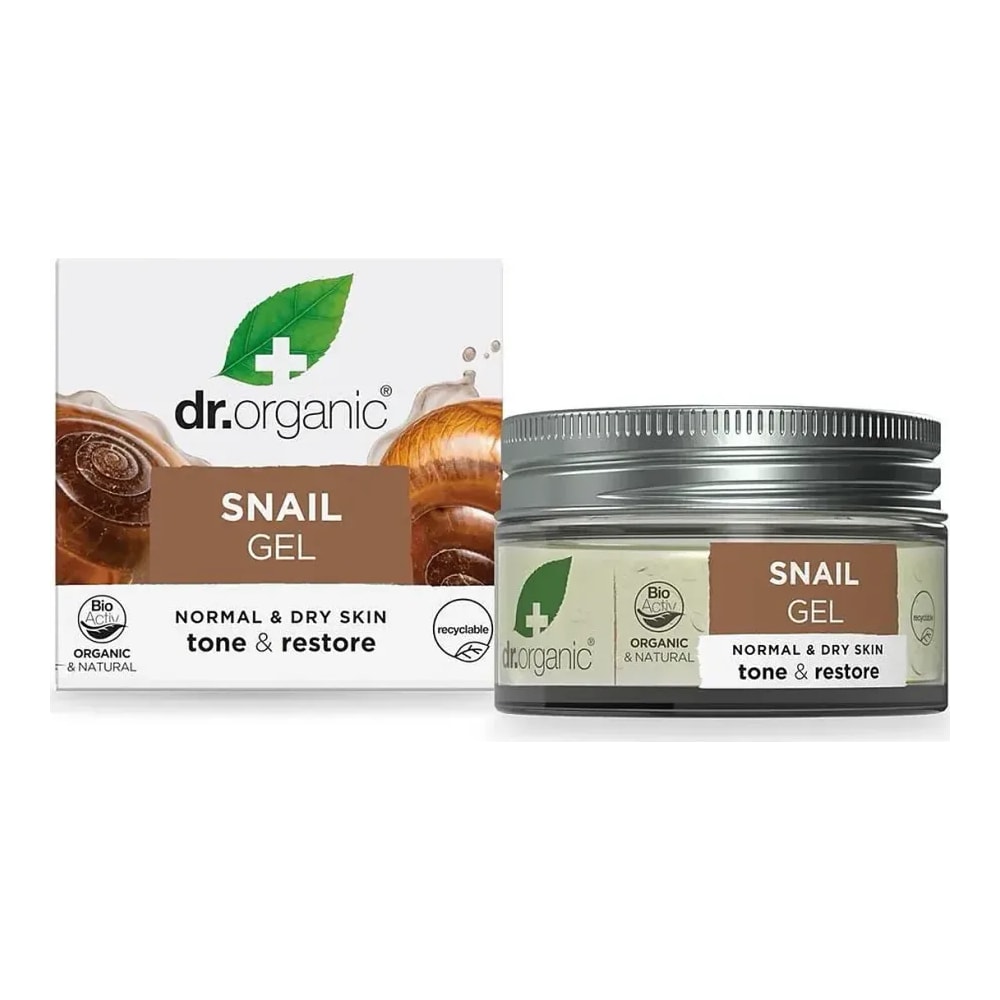 dr.organic®
SNAIL
GEL
Bio
Activ
ORGANIC
& NATURAL
NORMAL & DRY SKIN
tone & restore
recyclable
dr.organic®
Bio
Activ
ORGANIC
& NATURAL
SNAIL
GEL
NORMAL & DRY SKIN
tone & restore
recyclable